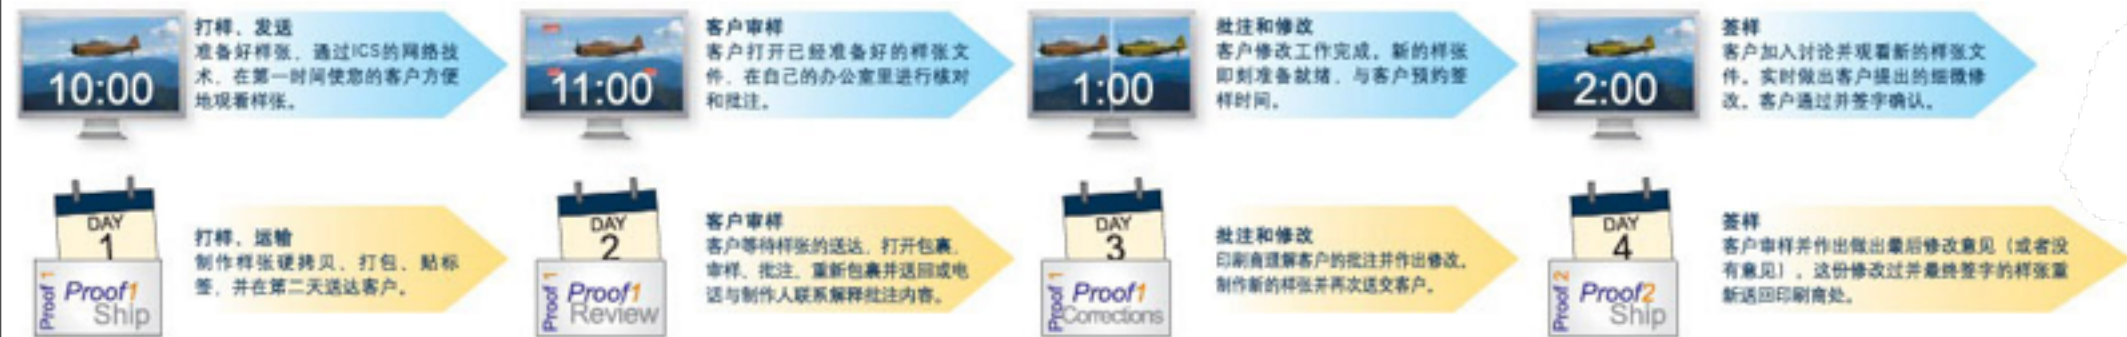 10:00
打样、发送
准备好样张，通过ICS的网络技
术，在第一时间使您的客户方便
地观看样张。
11:00
客户审样
客户打开已经准备好的样张文
件，在自己的办公室里进行核对
和批注。
1:00
批注和修改
客户修改工作完成。新的样张
即刻准备就绪，与客户预约签
样时间。
2:00
签样
客户加入讨论并观看新的样张文
件。实时做出客户提出的细微修
改。客户通过并签字确认。
DAY
1
Proof 1
Proof1
Ship
打样、运输
制作样张硬拷贝、打包、贴标
签，并在第二天送达客户。
DAY
2
Proof 1
Proof1
Review
客户审样
客户等待样张的送达，打开包裹，
审样、批注，重新包裹并送回或电
话与制作人联系解释批注内容。
DAY
3
Proof 1
Proof1
Corrections
批注和修改
印刷商理解客户的批注并作出修改。
制作新的样张并再次送交客户。
DAY
4
Proof 2
Proof2
Ship
签样
客户审样并作出做出最后修改意见（或者没
有意见）。这份修改过并最终签字的样张重
新送回印刷商处。